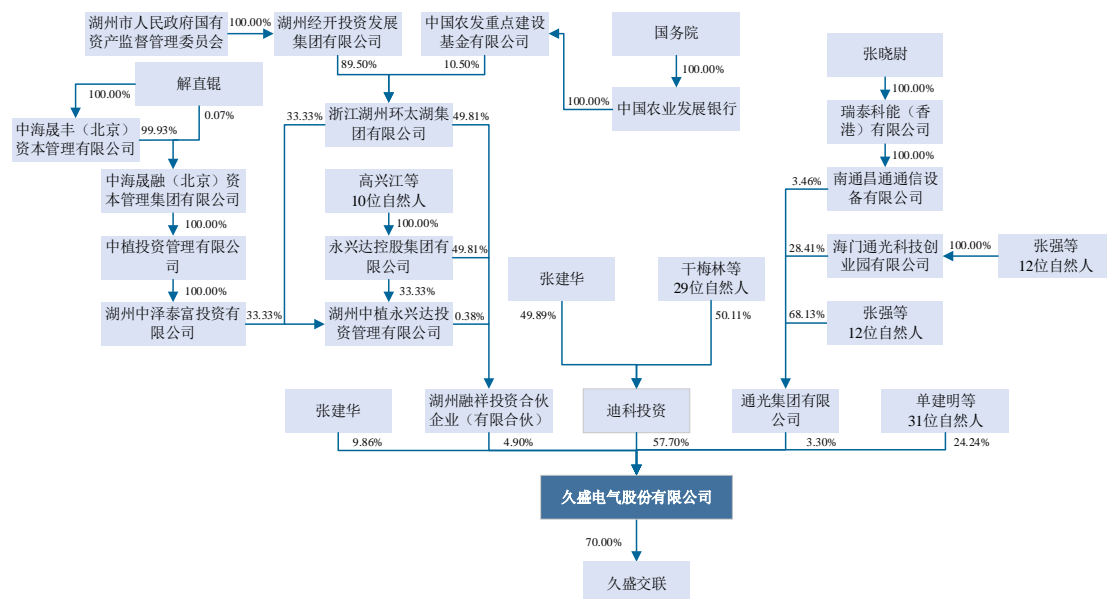 湖州市人民政府国有
资产监督管理委员会
100.00%
湖州经开投资发展
集团有限公司
中国农发重点建设
基金有限公司
国务院
张晓尉
89.50%
10.50%
100.00%
100.00%
解直锟
100.00%
0.07%
100.00%
中国农业发展银行
中海晟丰（北京）
资本管理有限公司
99.93%
33.33%
浙江湖州环太湖集
团有限公司
49.81%
瑞泰科能（香
港）有限公司
100.00%
中海晟融（北京）资
本管理集团有限公司
高兴江等
10位自然人
3.46%
南通昌通通信设
备有限公司
100.00%
100.00%
中植投资管理有限公
司
永兴达控股集团有
限公司
49.81%
28.41%
海门通光科技创
业园有限公司
100.00%
张强等
12位自然人
张建华
干梅林等
29位自然人
100.00%
33.33%
湖州中泽泰富投资有
限公司
33.33%
湖州中植永兴达投
资管理有限公司
0.38%
49.89%
50.11%
68.13%
张强等
12位自然人
张建华
湖州融祥投资合伙
企业（有限合伙）
迪科投资
通光集团有限
公司
单建明等
31位自然人
9.86%
4.90%
57.70%
3.30%
24.24%
久盛电气股份有限公司
70.00%
久盛交联